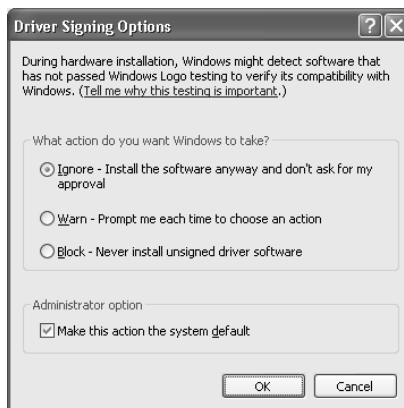 Driver Signing Options
During hardware installation, Windows might detect software that
has not passed Windows Logo testing to verify its compatibility with
Windows. (Tell me why this testing is important.)
What action do you want Windows to take?
Ignore - Install the software anyway and don't ask for my
approval
Warn - Prompt me each time to choose an action
Block - Never install unsigned driver software
Administrator option
Make this action the system default
OK
Cancel